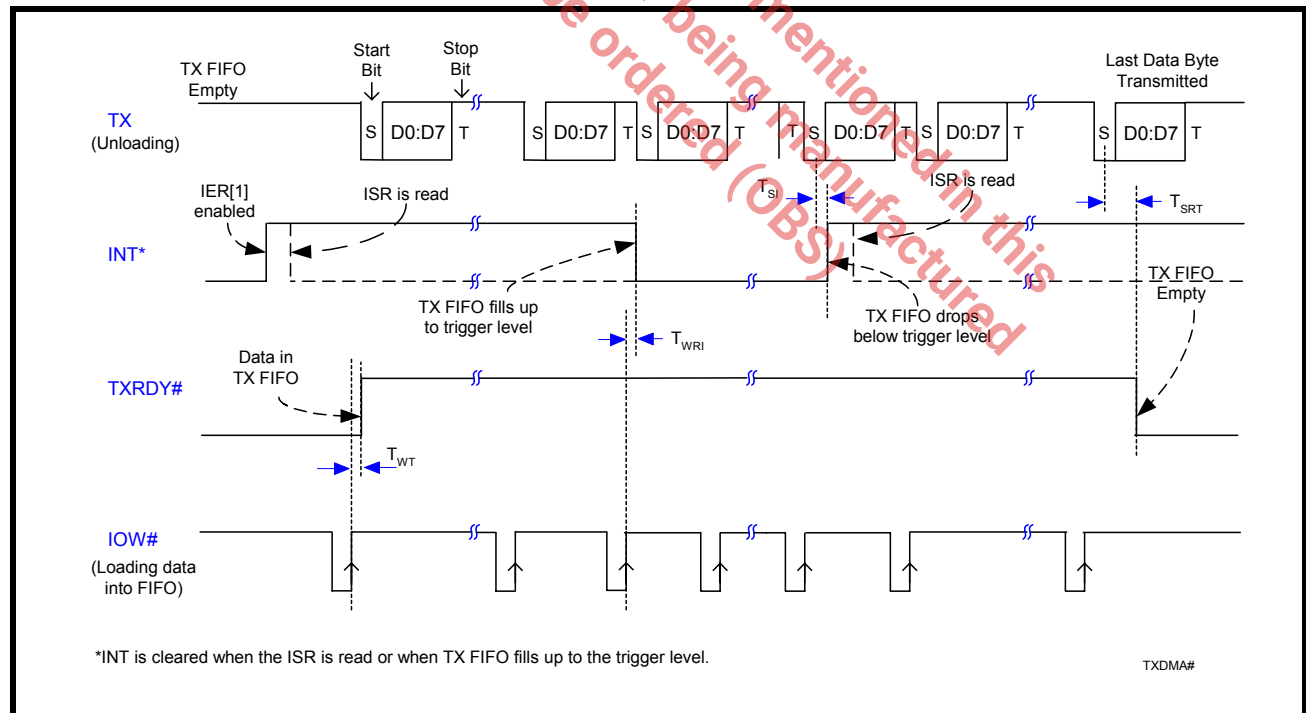 mentioned in this
being manufactured
be ordered (OBS)
TX FIFO
Empty
Start
Bit
Stop
Bit
Last Data Byte
Transmitted
TX
(Unloading)
S D0:D7 T S D0:D7 T S D0:D7 T T S D0:D7 T S D0:D7 T S D0:D7 T
IER[1]
enabled
ISR is read
TSI
ISR is read
TSRT
INT*
TX FIFO fills up
to trigger level
TX FIFO drops
below trigger level
TX FIFO
Empty
TWRI
Data in
TX FIFO
TXRDY#
TWT
IOW#
(Loading data
into FIFO)
*INT is cleared when the ISR is read or when TX FIFO fills up to the trigger level.
TXDMA#